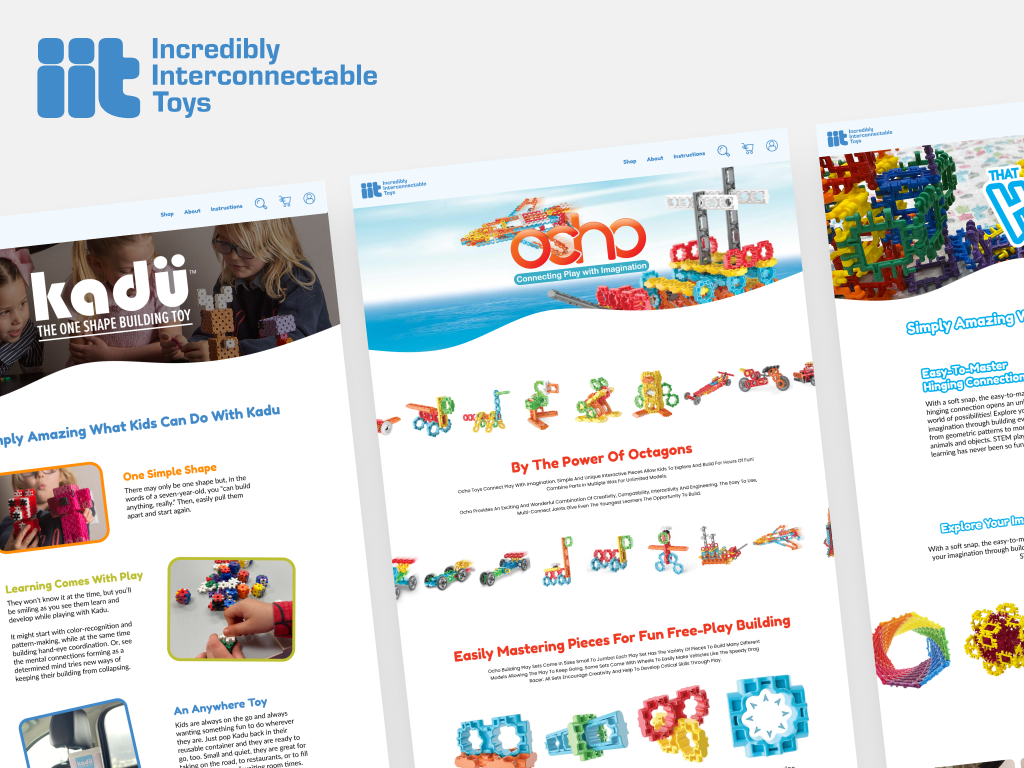 iit Incredibly
Interconnectable
Toys
Shop About Instructions
kadü™
THE ONE SHAPE BUILDING TOY
ply Amazing What Kids Can Do With Kadu
One Simple Shape
There may only be one shape but, in the
words of a seven-year-old, you "can build
anything, really." Then, easily pull them
apart and start again.
Learning Comes With Play
They won't know it at the time, but you'll
be smiling as you see them learn and
develop while playing with Kadu.
It might start with color-recognition and
pattern-making, while at the same time
building hand-eye coordination. Or, see
the mental connections forming as a
determined mind tries new ways of
keeping their building from collapsing.
An Anywhere Toy
Kids are always on the go and always
wanting something fun to do wherever
they are. Just pop Kadu back in their
reusable container and they are ready to
go, too. Small and quiet, they are great for
taking on the road, to restaurants, or to fill
waiting room times.
kadü
iit Incredibly
Interconnectable
Toys
Shop About Instructions
ocho
Connecting Play with Imagination
By The Power Of Octagons
Ocho Toys Connect Play With Imagination. Simple And Unique Interactive Pieces Allow Kids To Explore And Build For Hours Of Fun!
Combine Parts In Multiple Was For Unlimited Models.
Ocho Provides An Exciting And Wonderful Combination Of Creativity, Compatibility, Interactivity And Engineering. The Easy To Use,
Multi-Connect Joints Give Even The Youngest Learners The Opportunity To Build.
Easily Mastering Pieces For Fun Free-Play Building
Ocho Building Play Sets Come In Sizes Small To Jumbo! Each Play Set Has The Variety Of Pieces To Build Many Different
Models Allowing The Play To Keep Going. Some Sets Come With Wheels To Easily Make Vehicles Like The Speedy Drag
Racer. All Sets Encourage Creativity And Help To Develop Critical Skills Through Play.
iit Incredibly
Interconnectable
Toys
THAT
H
Simply Amazing W
Easy-To-Master
Hinging Connection
With a soft snap, the easy-to-ma
hinging connection opens an un
world of possibilities! Explore yo
imagination through building ev
from geometric patterns to mo
animals and objects. STEM play
learning has never been so fun
Explore Your Im
With a soft snap, the easy-to-m
your imagination through build
S